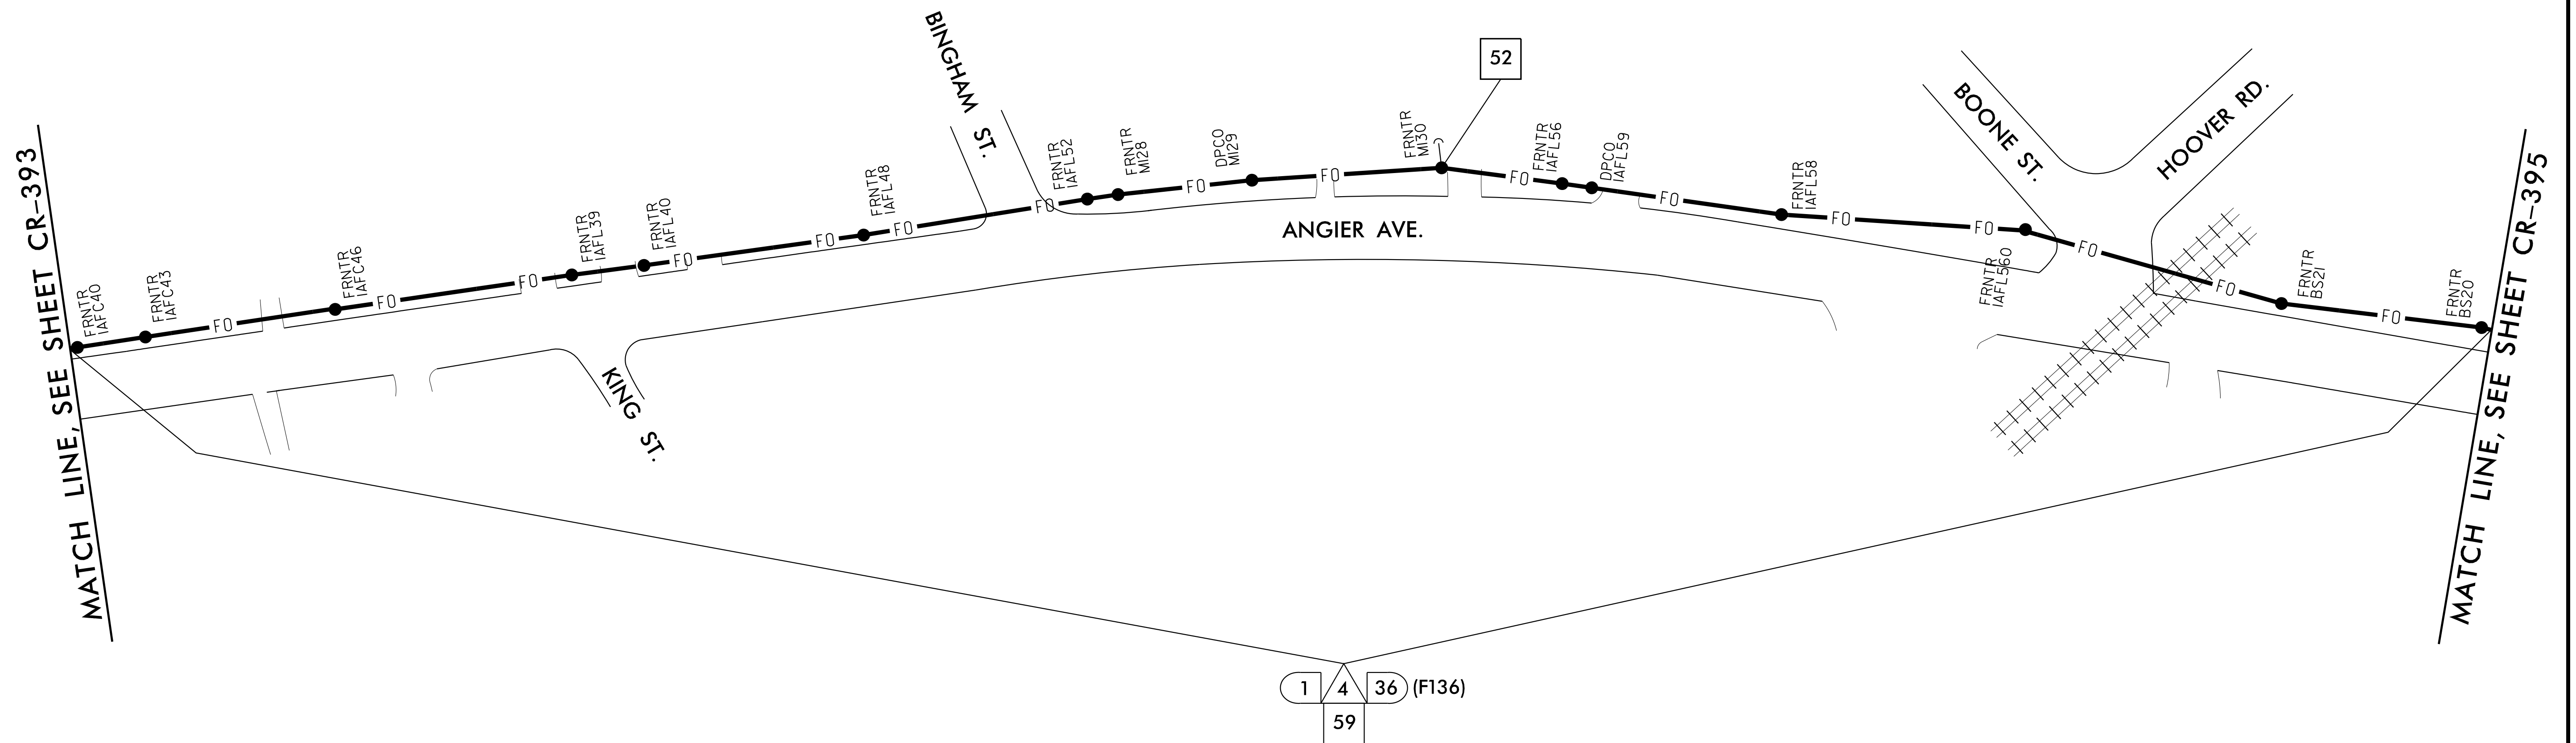 MATCH LINE, SEE SHEET CR-393
FRNTR
IAFC40
FRNTR
IAFC43
FO
FRNTR
IAFC46
FO
FO
FRNTR
IAFL39
FRNTR
IAFL40
FO
FO
FRNTR
IAFL48
FO
BINGHAM ST.
FO
FRNTR
IAFL52
FRNTR
MI28
FO
DPCO
MI29
FO
FRNTR
MI30
52
FO
FRNTR
IAFL56
DPCO
IAFL59
FO
FRNTR
IAFL58
FO
FO
BOONE ST.
HOOVER RD.
FRNTR
IAFL560
FO
FO
FRNTR
BS21
FO
FRNTR
BS20
MATCH LINE, SEE SHEET CR-395
ANGIER AVE.
KING ST.
1 4 36 (F136)
59